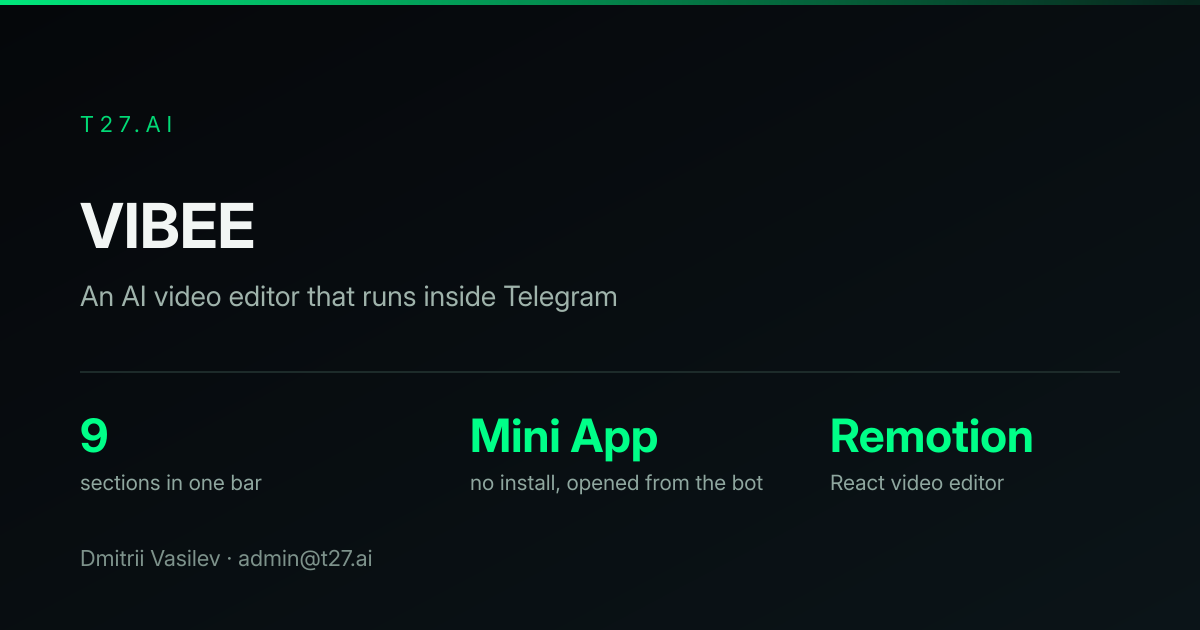 T27.AI
VIBEE
An AI video editor that runs inside Telegram
9
sections in one bar
Mini App
no install, opened from the bot
Remotion
React video editor
Dmitrii Vasilev · admin@t27.ai